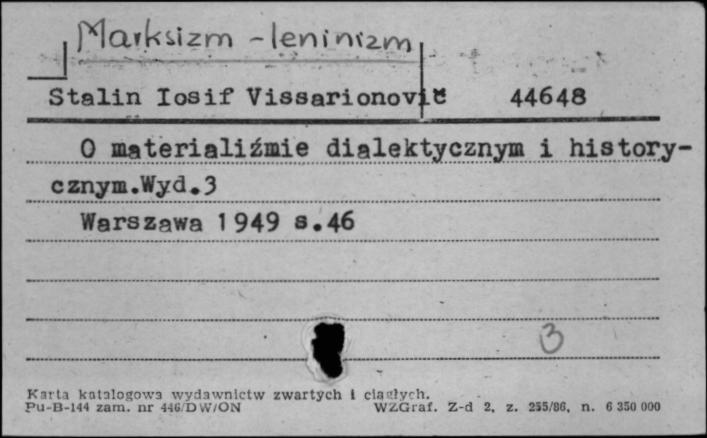 Marksizm - leninizm
Stalin Iosif Vissarionovič 44648
O materialiźmie dialektycznym i history-
cznym.Wyd.3
Warszawa 1949 s.46
3
Karta katalogowa wydawnictw zwartych i ciągłych.
Pu-B-144 zam. nr 446/DW/ON WZGraf. Z-d 2, z. 255/86, n. 6 350 000